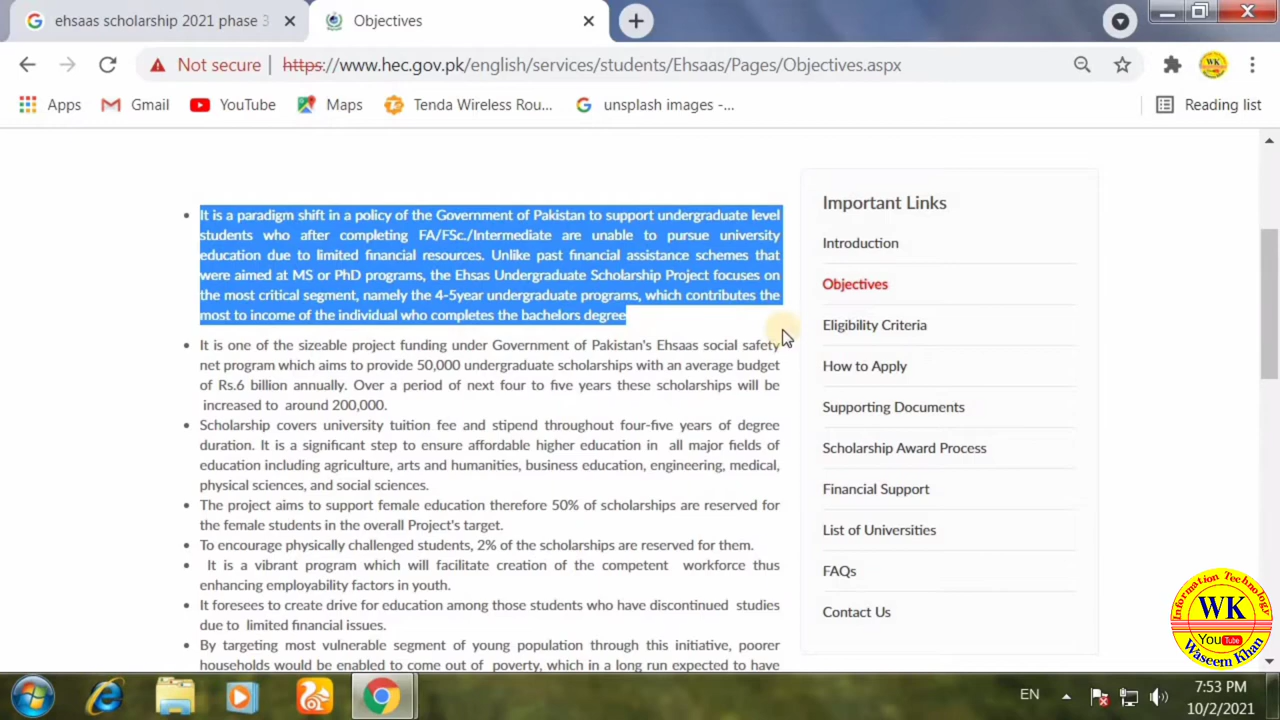 ehsaas scholarship 2021 phase 3
Objectives
Not secure
https://www.hec.gov.pk/english/services/students/Ehsaas/Pages/Objectives.aspx
WK
Apps
Gmail
YouTube
Maps
Tenda Wireless Rou...
unsplash images -...
Reading list
It is a paradigm shift in a policy of the Government of Pakistan to support undergraduate level
students who after completing FA/FSc./Intermediate are unable to pursue university
education due to limited financial resources. Unlike past financial assistance schemes that
were aimed at MS or PhD programs, the Ehsas Undergraduate Scholarship Project focuses on
the most critical segment, namely the 4-5year undergraduate programs, which contributes the
most to income of the individual who completes the bachelors degree
It is one of the sizeable project funding under Government of Pakistan's Ehsaas social safety
net program which aims to provide 50,000 undergraduate scholarships with an average budget
of Rs.6 billion annually. Over a period of next four to five years these scholarships will be
increased to around 200,000.
Scholarship covers university tuition fee and stipend throughout four-five years of degree
duration. It is a significant step to ensure affordable higher education in all major fields of
education including agriculture, arts and humanities, business education, engineering, medical,
physical sciences, and social sciences.
The project aims to support female education therefore 50% of scholarships are reserved for
the female students in the overall Project's target.
To encourage physically challenged students, 2% of the scholarships are reserved for them.
It is a vibrant program which will facilitate creation of the competent workforce thus
enhancing employability factors in youth.
It foresees to create drive for education among those students who have discontinued studies
due to limited financial issues.
By targeting most vulnerable segment of young population through this initiative, poorer
households would be enabled to come out of poverty, which in a long run expected to have
Important Links
Introduction
Objectives
Eligibility Criteria
How to Apply
Supporting Documents
Scholarship Award Process
Financial Support
List of Universities
FAQs
Contact Us
Information Technology
WK
YouTube
Waseem Khan
EN
7:53 PM
10/2/2021